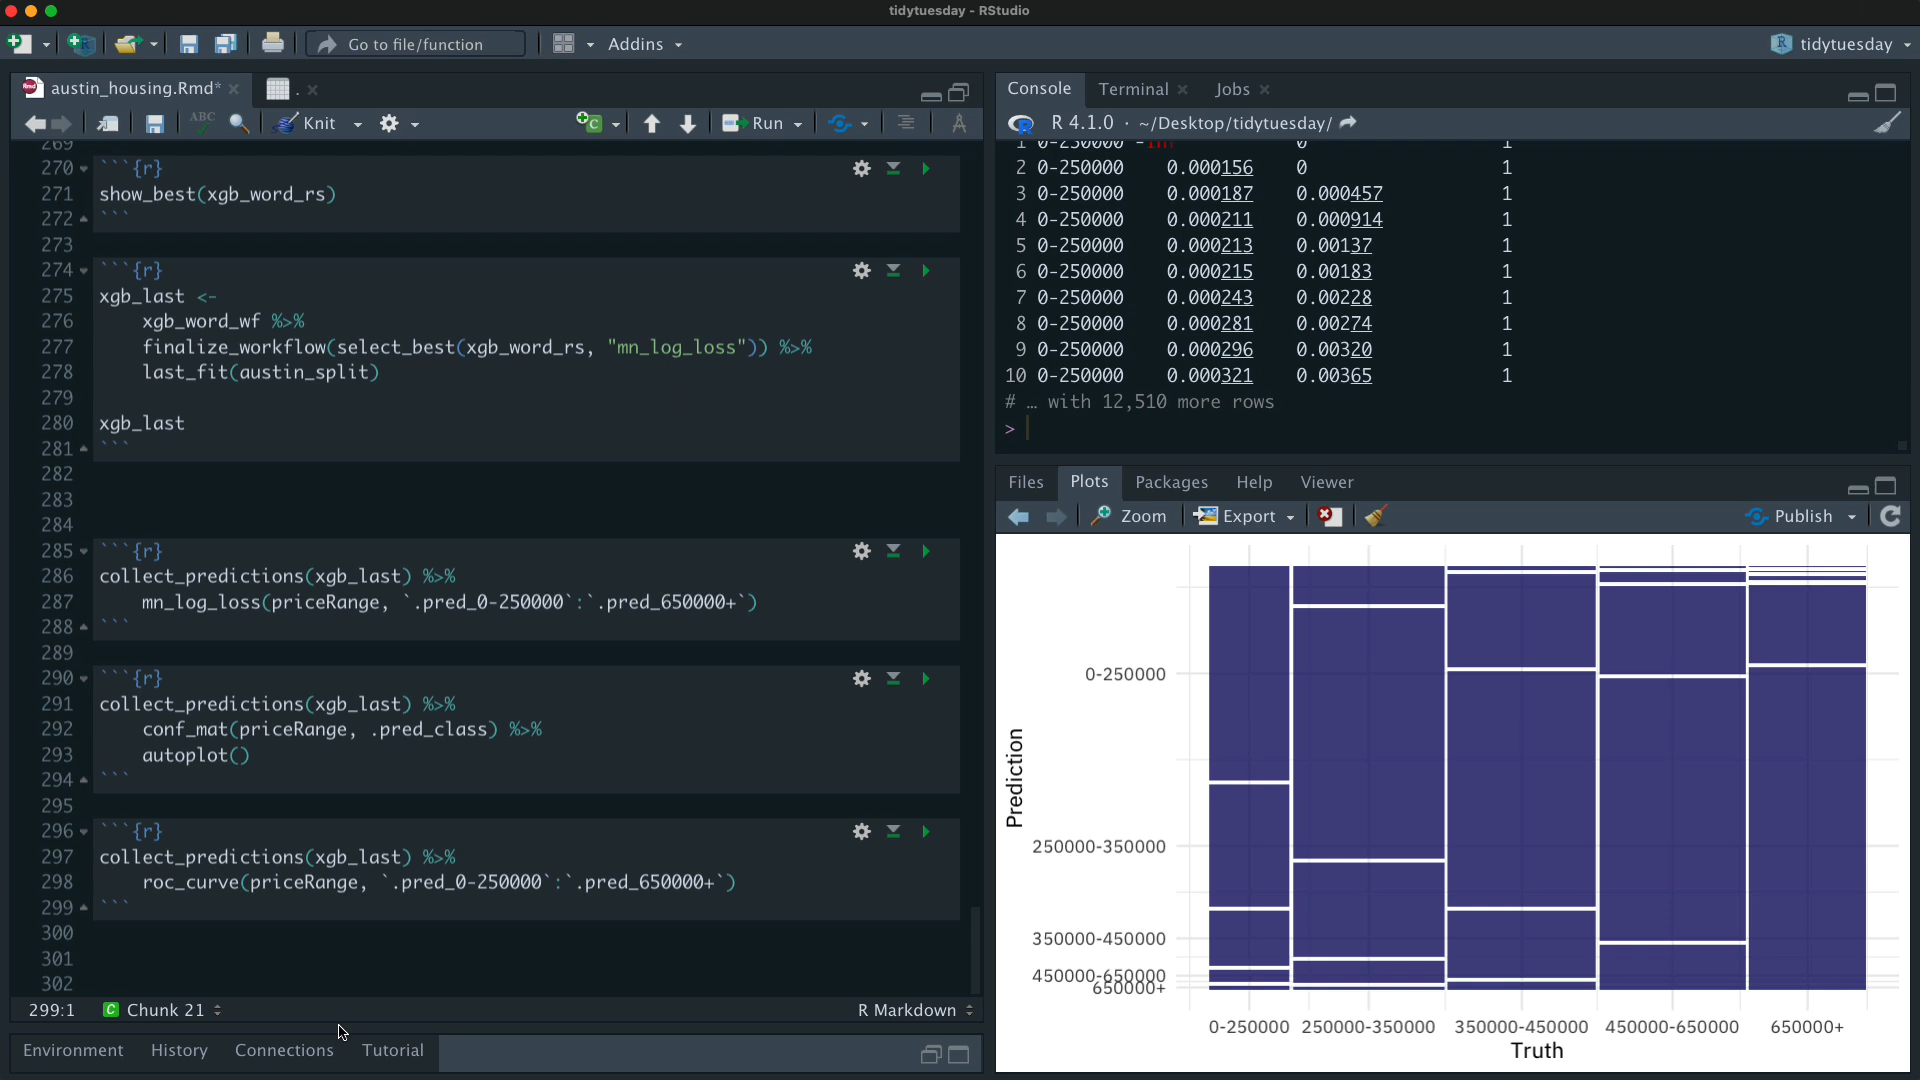 tidytuesday - RStudio
Go to file/function
Addins
tidytuesday
austin_housing.Rmd*
.
ABC
Knit
Run
269
270 ```{r}
271 show_best(xgb_word_rs)
272 ```
273
274 ```{r}
275 xgb_last <-
276 xgb_word_wf %>%
277 finalize_workflow(select_best(xgb_word_rs, "mn_log_loss")) %>%
278 last_fit(austin_split)
279
280 xgb_last
281 ```
282
283
284
285 ```{r}
286 collect_predictions(xgb_last) %>%
287 mn_log_loss(priceRange, `.pred_0-250000`:`.pred_650000+`)
288 ```
289
290 ```{r}
291 collect_predictions(xgb_last) %>%
292 conf_mat(priceRange, .pred_class) %>%
293 autoplot()
294 ```
295
296 ```{r}
297 collect_predictions(xgb_last) %>%
298 roc_curve(priceRange, `.pred_0-250000`:`.pred_650000+`)
299 ```
300
301
302
299:1 C Chunk 21 R Markdown
Environment History Connections Tutorial
Console Terminal Jobs
R 4.1.0 · ~/Desktop/tidytuesday/
1 0-250000 -Inf 0 1
2 0-250000 0.000156 0 1
3 0-250000 0.000187 0.000457 1
4 0-250000 0.000211 0.000914 1
5 0-250000 0.000213 0.00137 1
6 0-250000 0.000215 0.00183 1
7 0-250000 0.000243 0.00228 1
8 0-250000 0.000281 0.00274 1
9 0-250000 0.000296 0.00320 1
10 0-250000 0.000321 0.00365 1
# … with 12,510 more rows
>
Files Plots Packages Help Viewer
Zoom Export Publish
Prediction
0-250000
250000-350000
350000-450000
450000-650000
650000+
0-250000 250000-350000 350000-450000 450000-650000 650000+
Truth